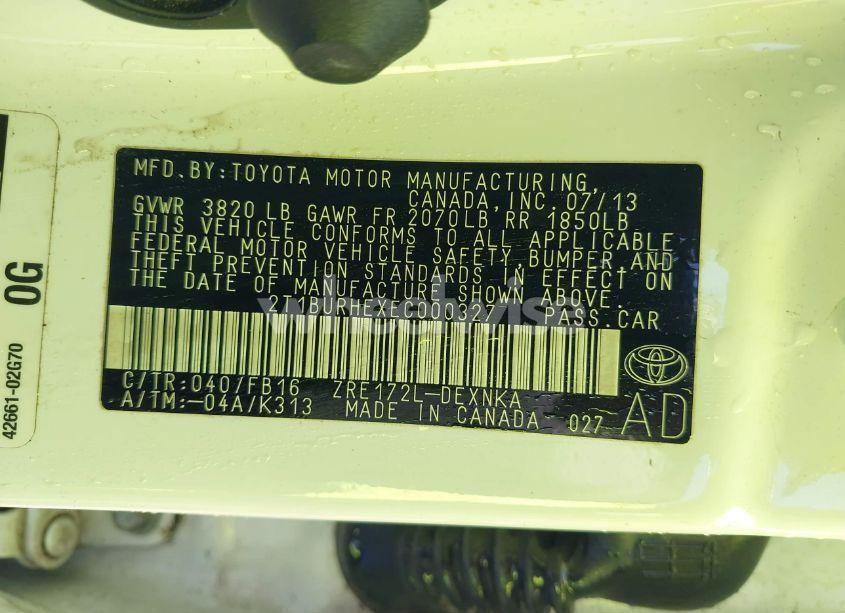 MFD.BY:TOYOTA MOTOR MANUFACTURING,
CANADA,INC.07/13
GVWR 3820 LB GAWR FR 2070LB RR 1850LB
THIS VEHICLE CONFORMS TO ALL APPLICABLE
FEDERAL MOTOR VEHICLE SAFETY,BUMPER AND
THEFT PREVENTION STANDARDS IN EFFECT ON
THE DATE OF MANUFACTURE SHOWN ABOVE.
PASS.CAR
C/TR:040/FB16 ZRE172L-DEXNKA
A/TM:-04A/K313 MADE IN CANADA 027 AD
42661-02G70
0G